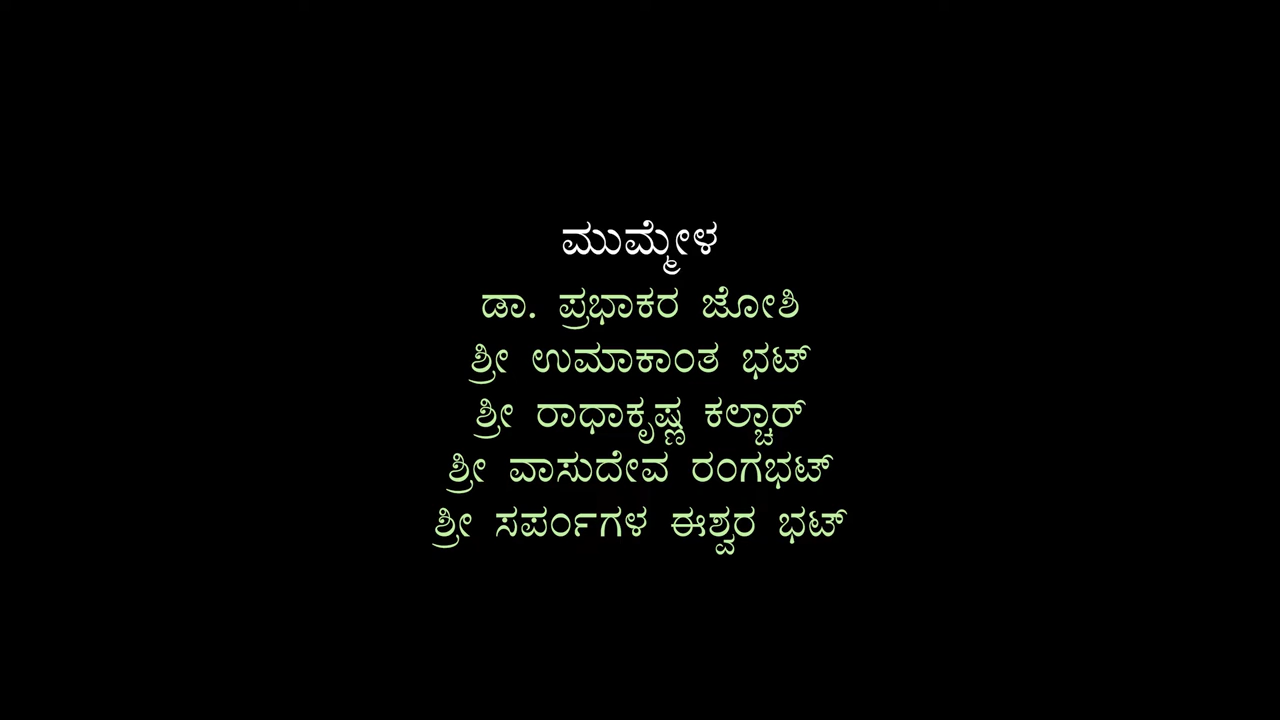 ಮುಮ್ಮೇಳ
ಡಾ. ಪ್ರಭಾಕರ ಜೋಶಿ
ಶ್ರೀ ಉಮಾಕಾಂತ ಭಟ್
ಶ್ರೀ ರಾಧಾಕೃಷ್ಣ ಕಲ್ಚಾರ್
ಶ್ರೀ ವಾಸುದೇವ ರಂಗಭಟ್
ಶ್ರೀ ಸರ್ಪಂಗಳ ಈಶ್ವರ ಭಟ್